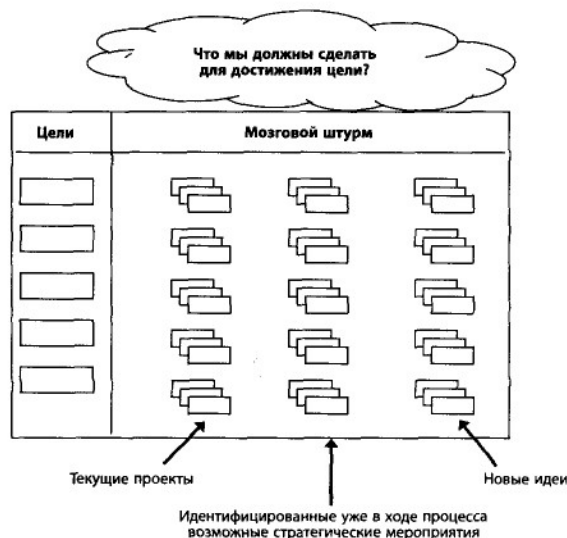 Что мы должны сделать
для достижения цели?
Цели
Мозговой штурм
Текущие проекты
Новые идеи
Идентифицированные уже в ходе процесса
возможные стратегические мероприятия